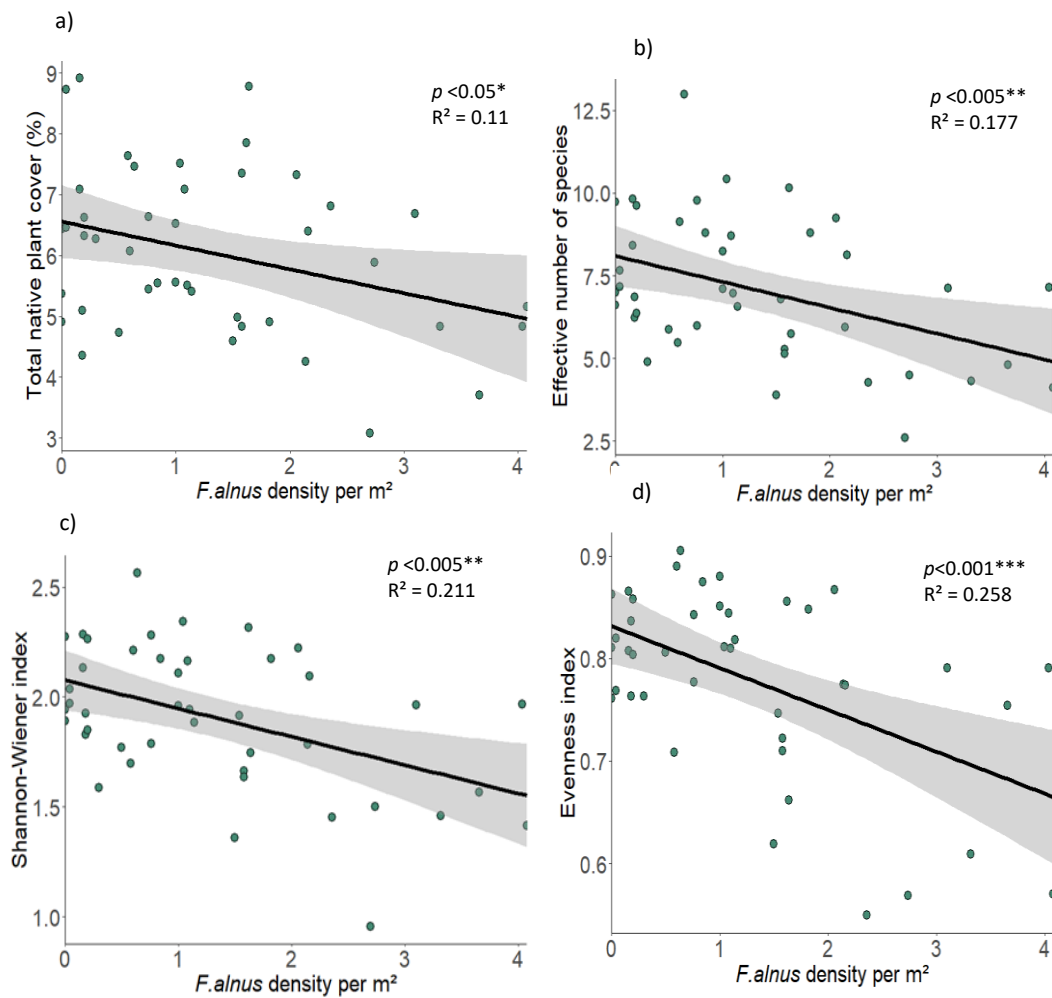 a)
p <0.05*
R² = 0.11
Total native plant cover (%)
9
8
7
6
5
4
3
0 1 2 3 4
F.alnus density per m²
b)
p <0.005**
R² = 0.177
Effective number of species
12.5
10.0
7.5
5.0
2.5
0 1 2 3 4
F.alnus density per m²
c)
p <0.005**
R² = 0.211
Shannon-Wiener index
2.5
2.0
1.5
1.0
0 1 2 3 4
F.alnus density per m²
d)
p<0.001***
R² = 0.258
Evenness index
0.9
0.8
0.7
0.6
0 1 2 3 4
F.alnus density per m²